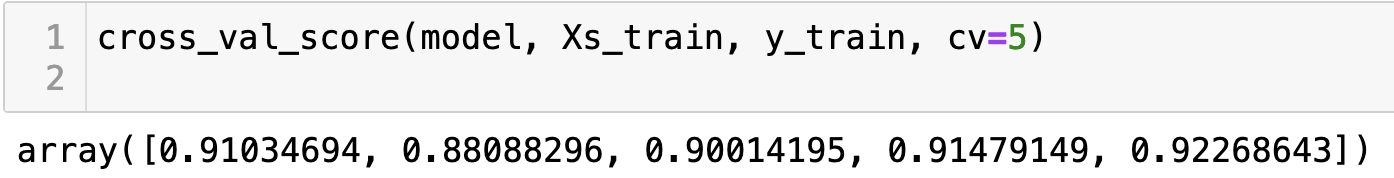 1 cross_val_score(model, Xs_train, y_train, cv=5)
2
array([0.91034694, 0.88088296, 0.90014195, 0.91479149, 0.92268643])